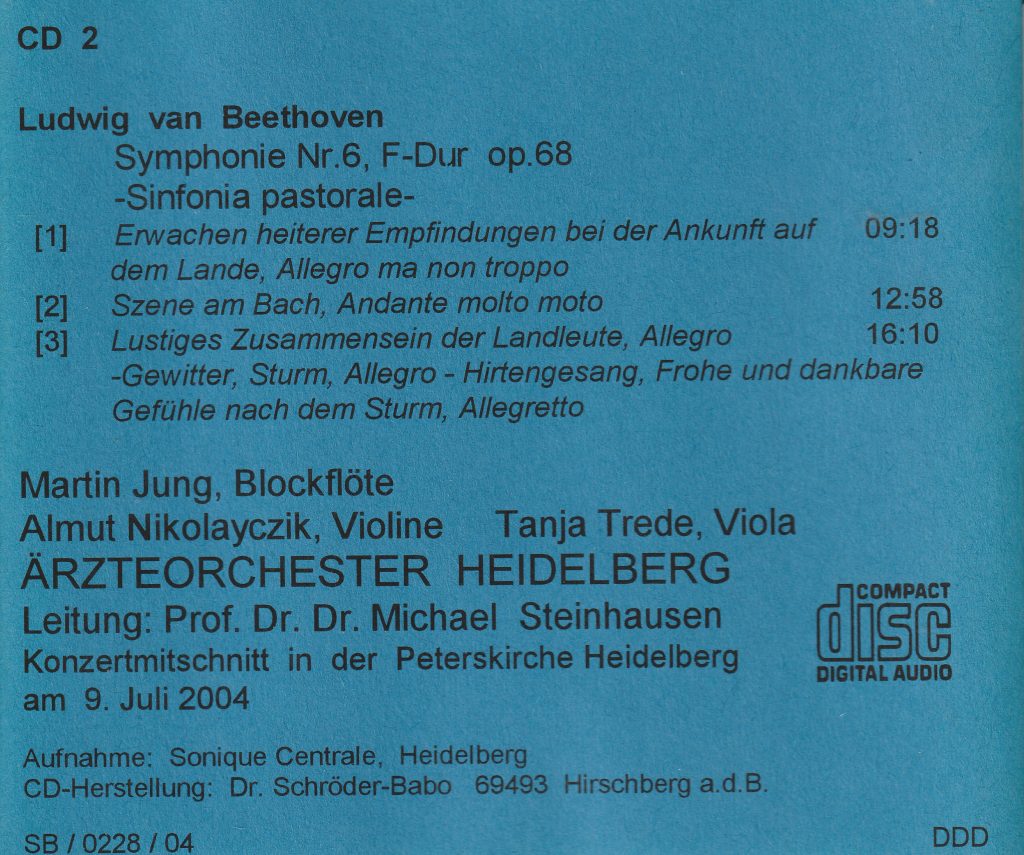 CD 2
Ludwig van Beethoven
Symphonie Nr.6, F-Dur op.68
-Sinfonia pastorale-
[1] Erwachen heiterer Empfindungen bei der Ankunft auf 09:18
dem Lande, Allegro ma non troppo
[2] Szene am Bach, Andante molto moto 12:58
[3] Lustiges Zusammensein der Landleute, Allegro 16:10
-Gewitter, Sturm, Allegro - Hirtengesang, Frohe und dankbare
Gefühle nach dem Sturm, Allegretto
Martin Jung, Blockflöte
Almut Nikolayczik, Violine Tanja Trede, Viola
ÄRZTEORCHESTER HEIDELBERG
Leitung: Prof. Dr. Dr. Michael Steinhausen
Konzertmitschnitt in der Peterskirche Heidelberg
am 9. Juli 2004
COMPACT
disc
DIGITAL AUDIO
Aufnahme: Sonique Centrale, Heidelberg
CD-Herstellung: Dr. Schröder-Babo 69493 Hirschberg a.d.B.
SB / 0228 / 04 DDD